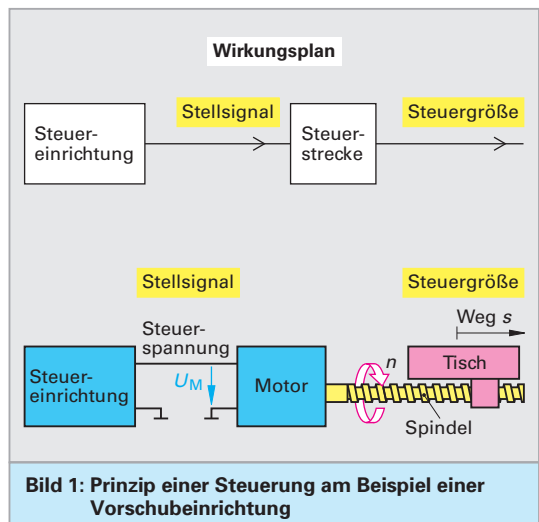 Wirkungsplan
Stellsignal
Steuergröße
Steuer-
einrichtung
Steuer-
strecke
Stellsignal
Steuergröße
Steuer-
spannung
Weg s
Steuer-
einrichtung
U_M
Motor
n
Tisch
Spindel
Bild 1: Prinzip einer Steuerung am Beispiel einer
Vorschubeinrichtung